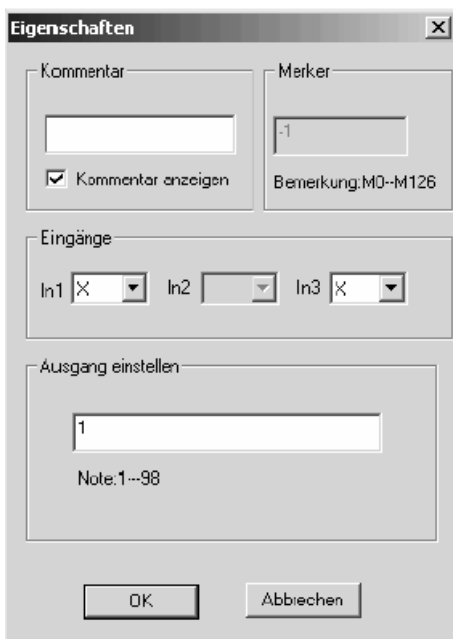 Eigenschaften
Kommentar
Merker
-1
Kommentar anzeigen
Bemerkung:M0--M126
Eingänge
In1 X In2 In3 X
Ausgang einstellen
1
Note:1---98
OK Abbrechen